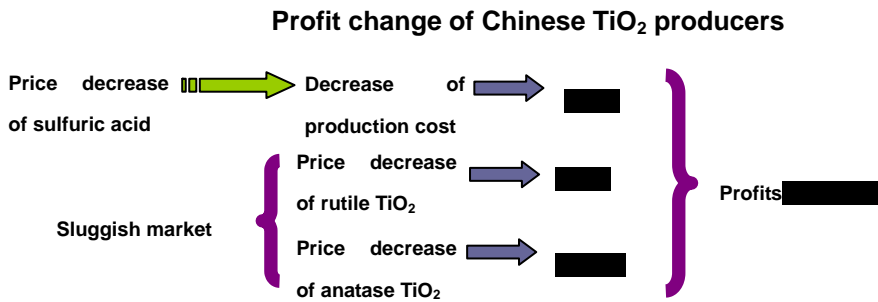 Profit change of Chinese TiO₂ producers
Price decrease
of sulfuric acid
Decrease of
production cost
Price decrease
of rutile TiO₂
Sluggish market
Price decrease
of anatase TiO₂
Profits